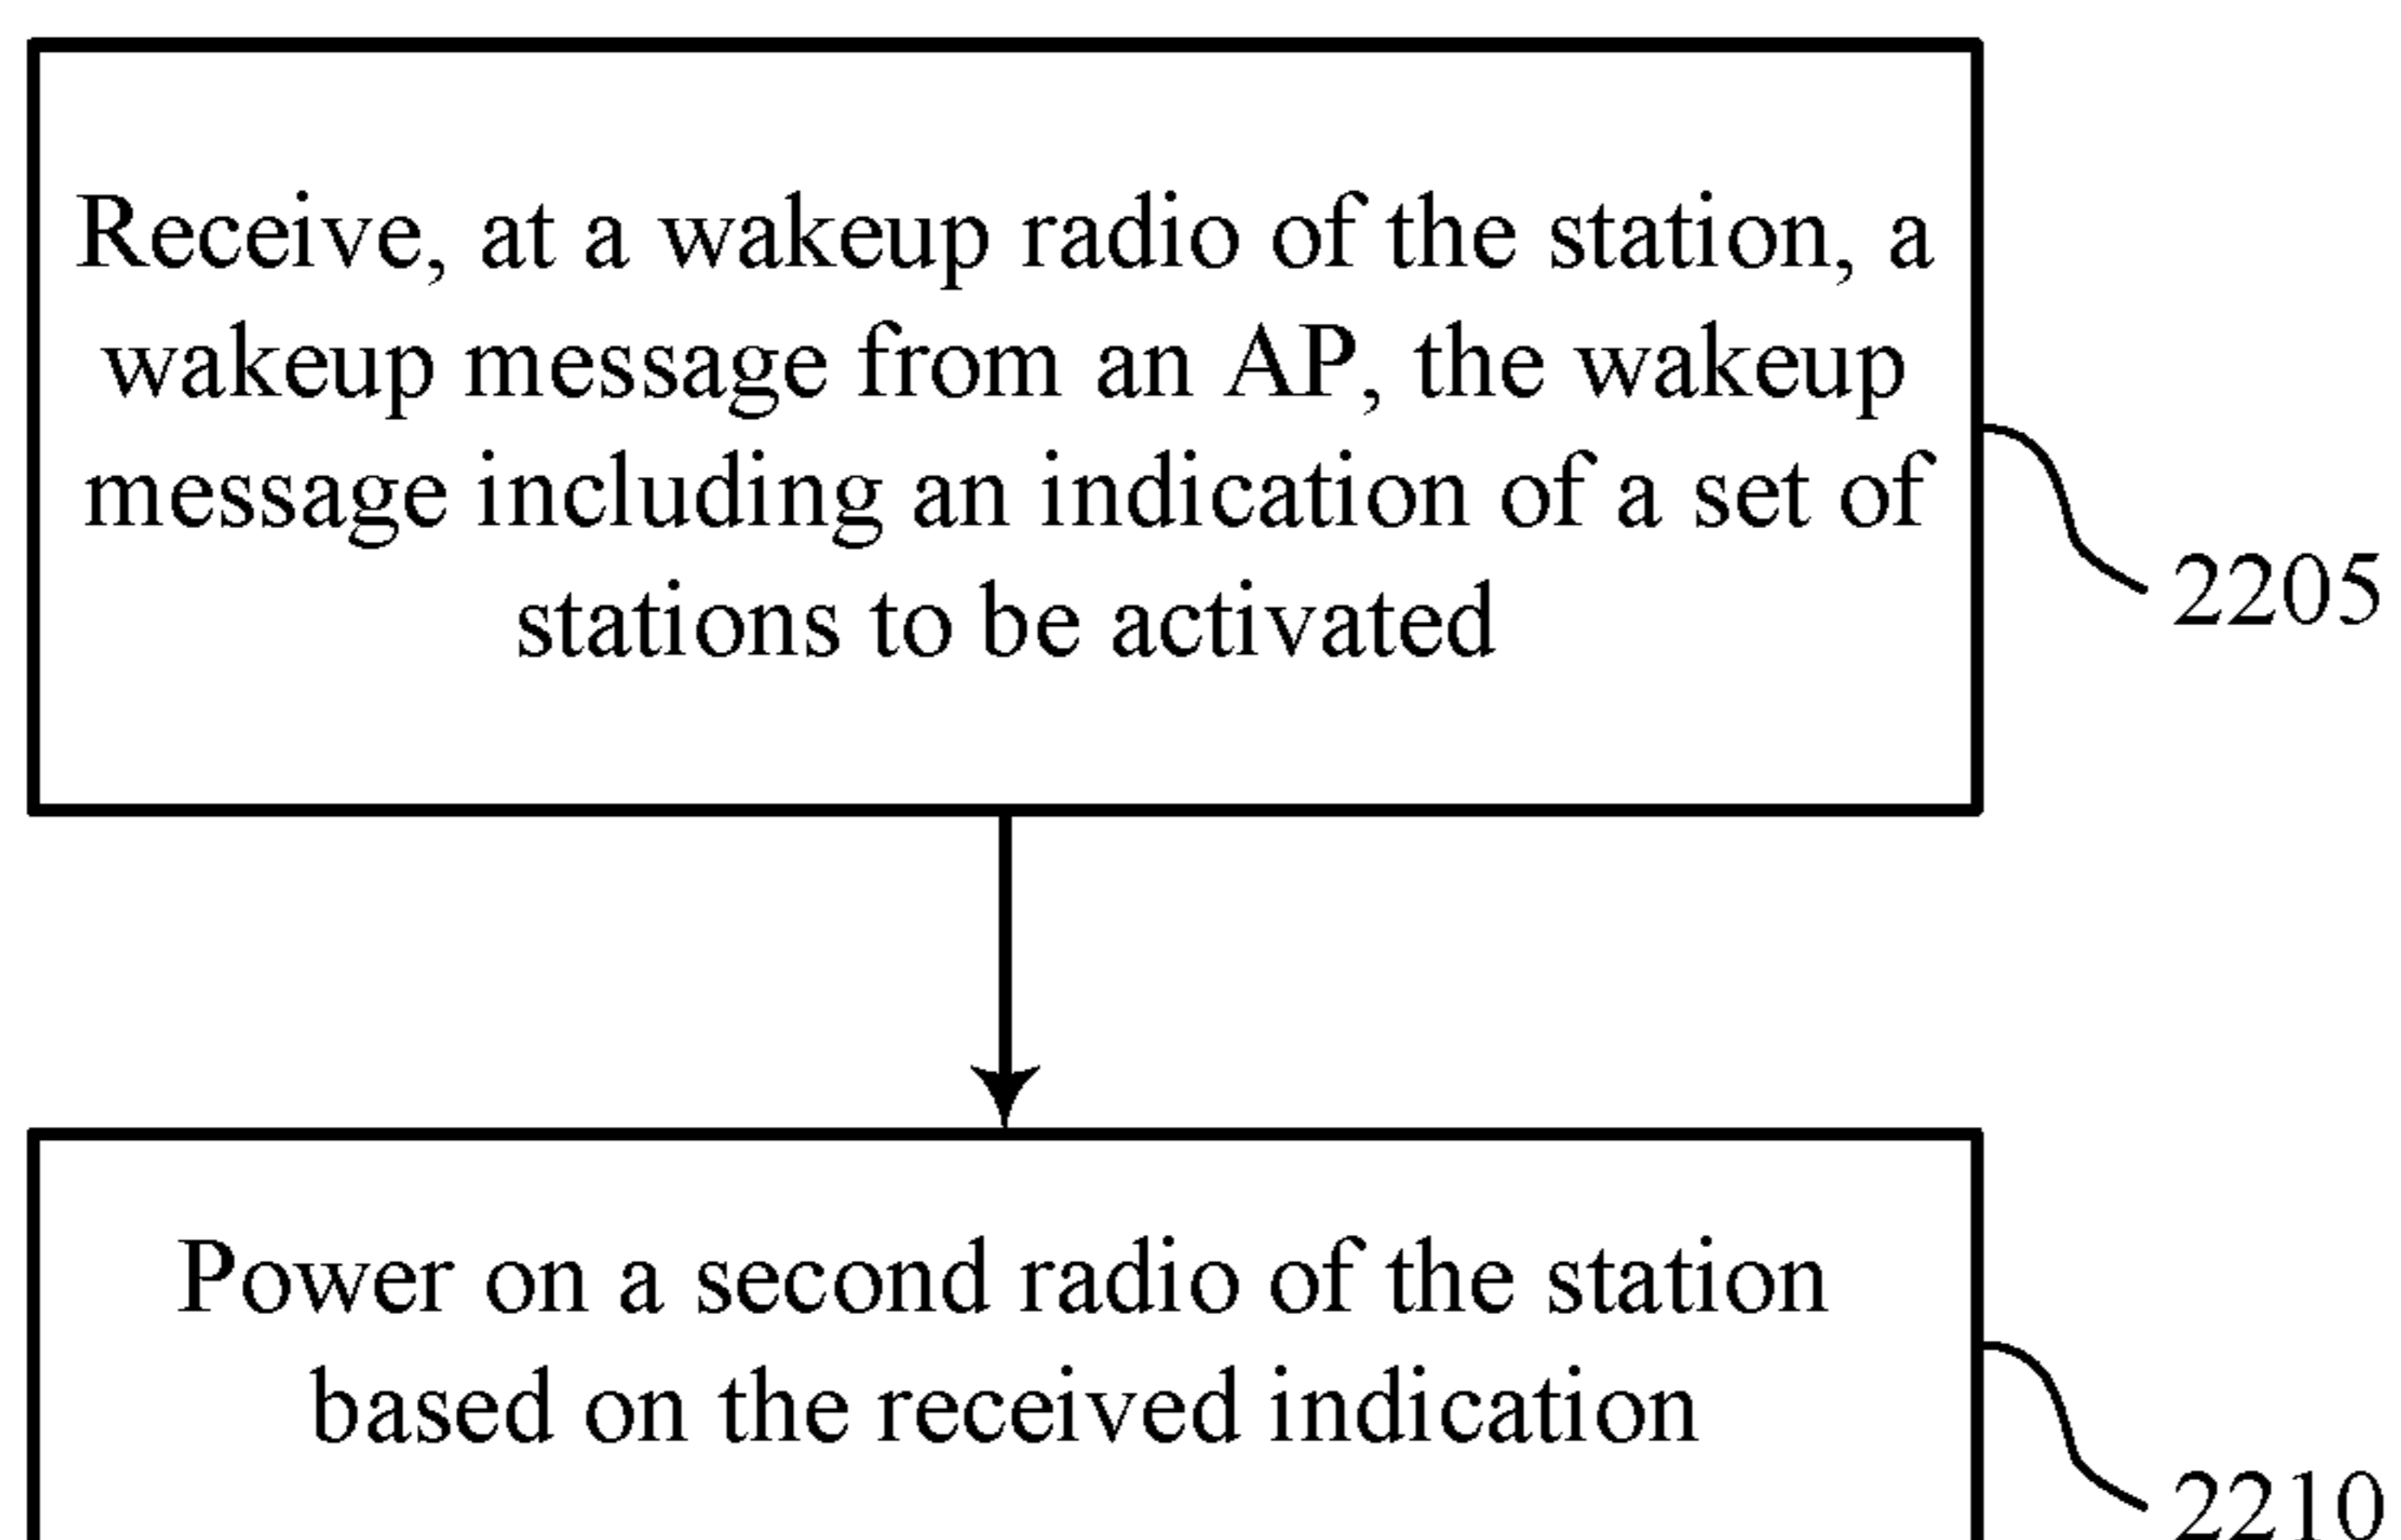 Receive, at a wakeup radio of the station, a
wakeup message from an AP, the wakeup
message including an indication of a set of
stations to be activated
2205
Power on a second radio of the station
based on the received indication
2210